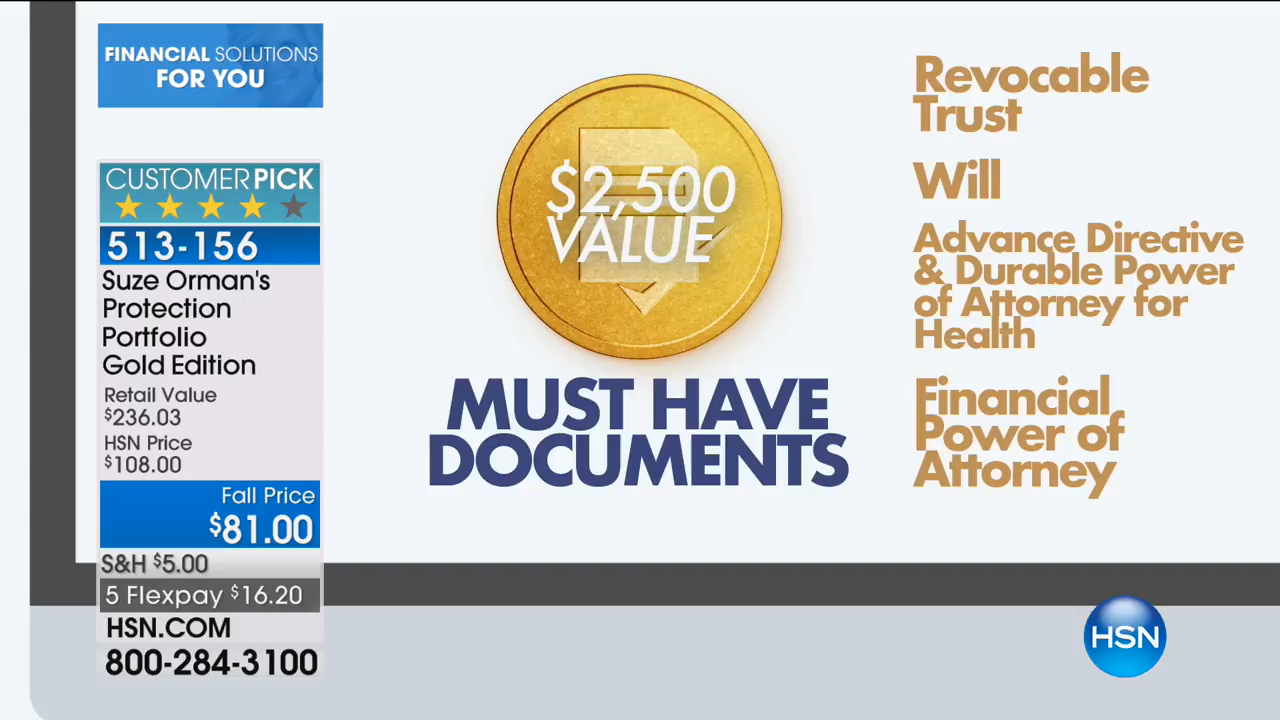 FINANCIAL SOLUTIONS
FOR YOU
CUSTOMER PICK
513-156
Suze Orman's
Protection
Portfolio
Gold Edition
Retail Value
$236.03
HSN Price
$108.00
Fall Price
$81.00
S&H $5.00
5 Flexpay $16.20
HSN.COM
800-284-3100
$2,500
VALUE
MUST HAVE
DOCUMENTS
Revocable
Trust
Will
Advance Directive
& Durable Power
of Attorney for
Health
Financial
Power of
Attorney
HSN